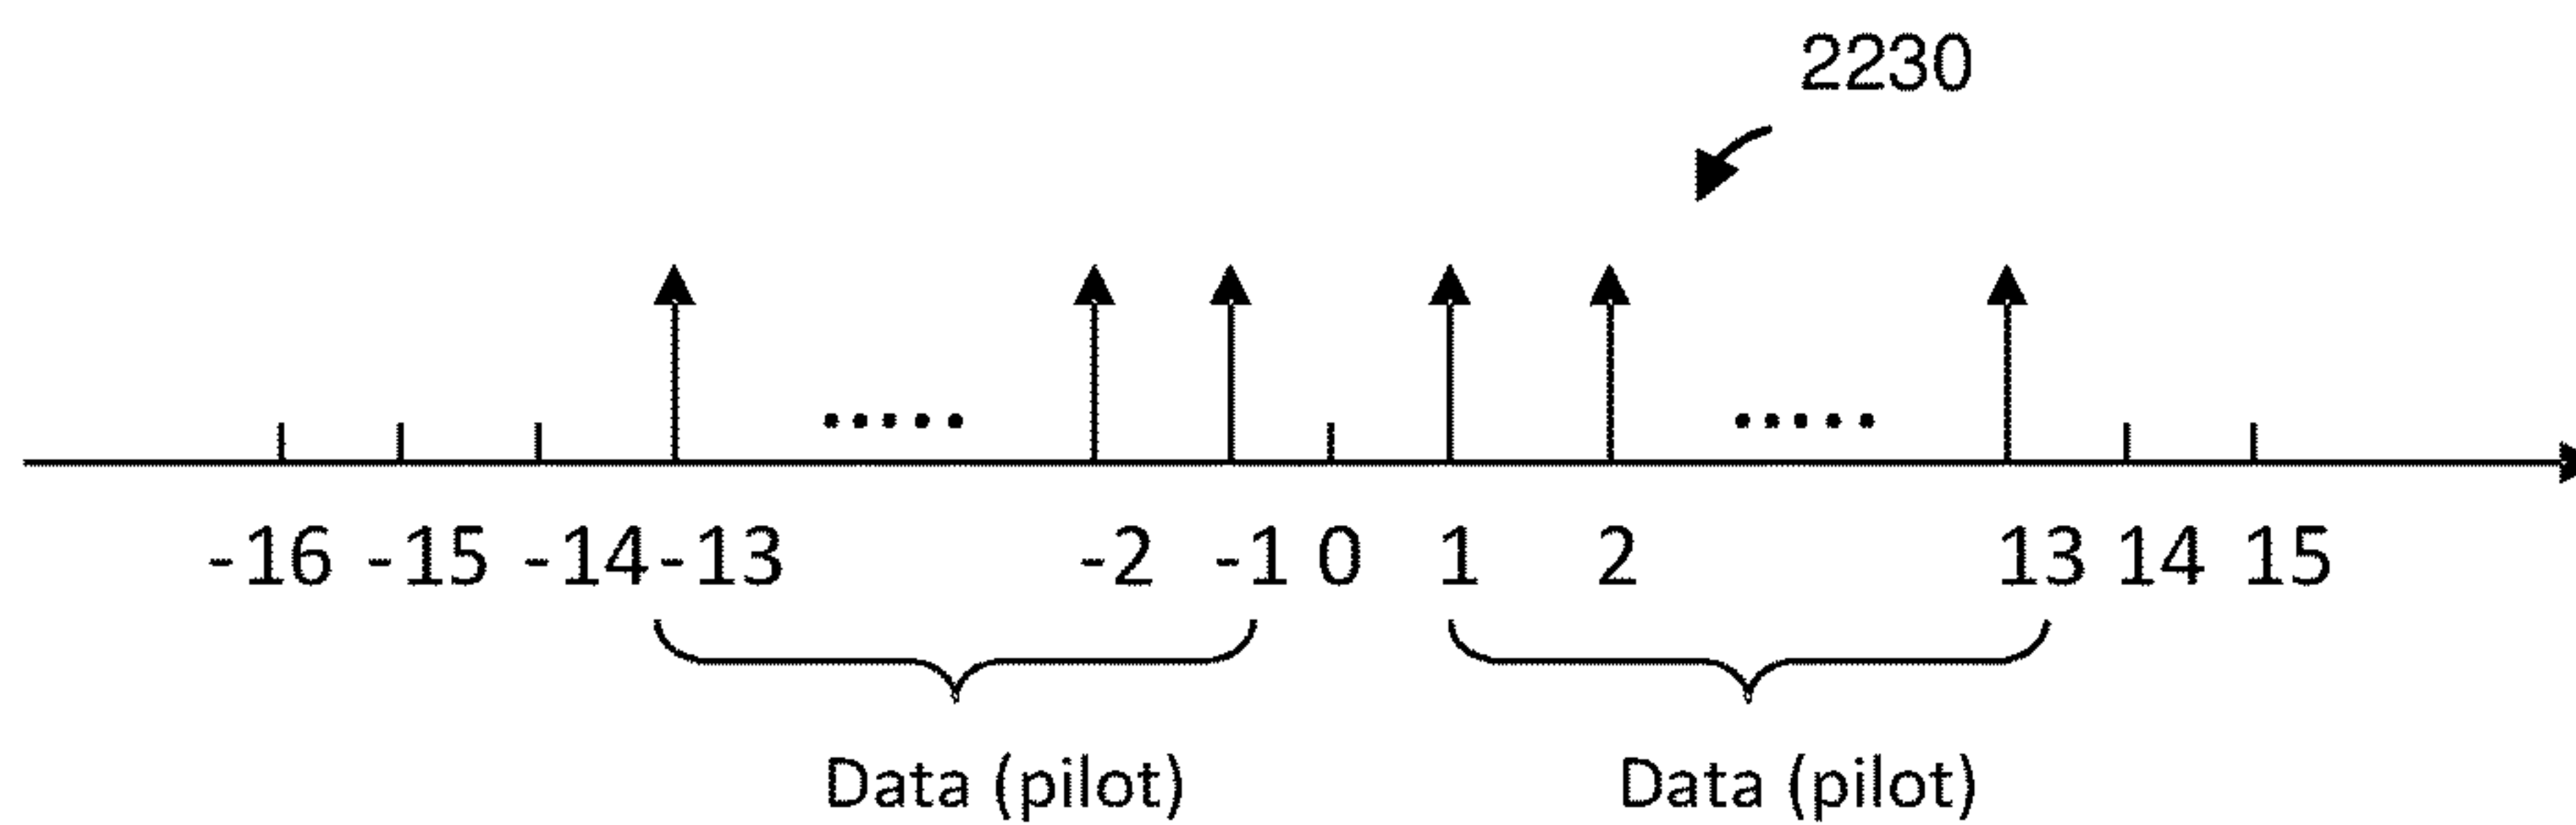 2230
-16 -15 -14 -13 ..... -2 -1 0 1 2 ..... 13 14 15
Data (pilot) Data (pilot)